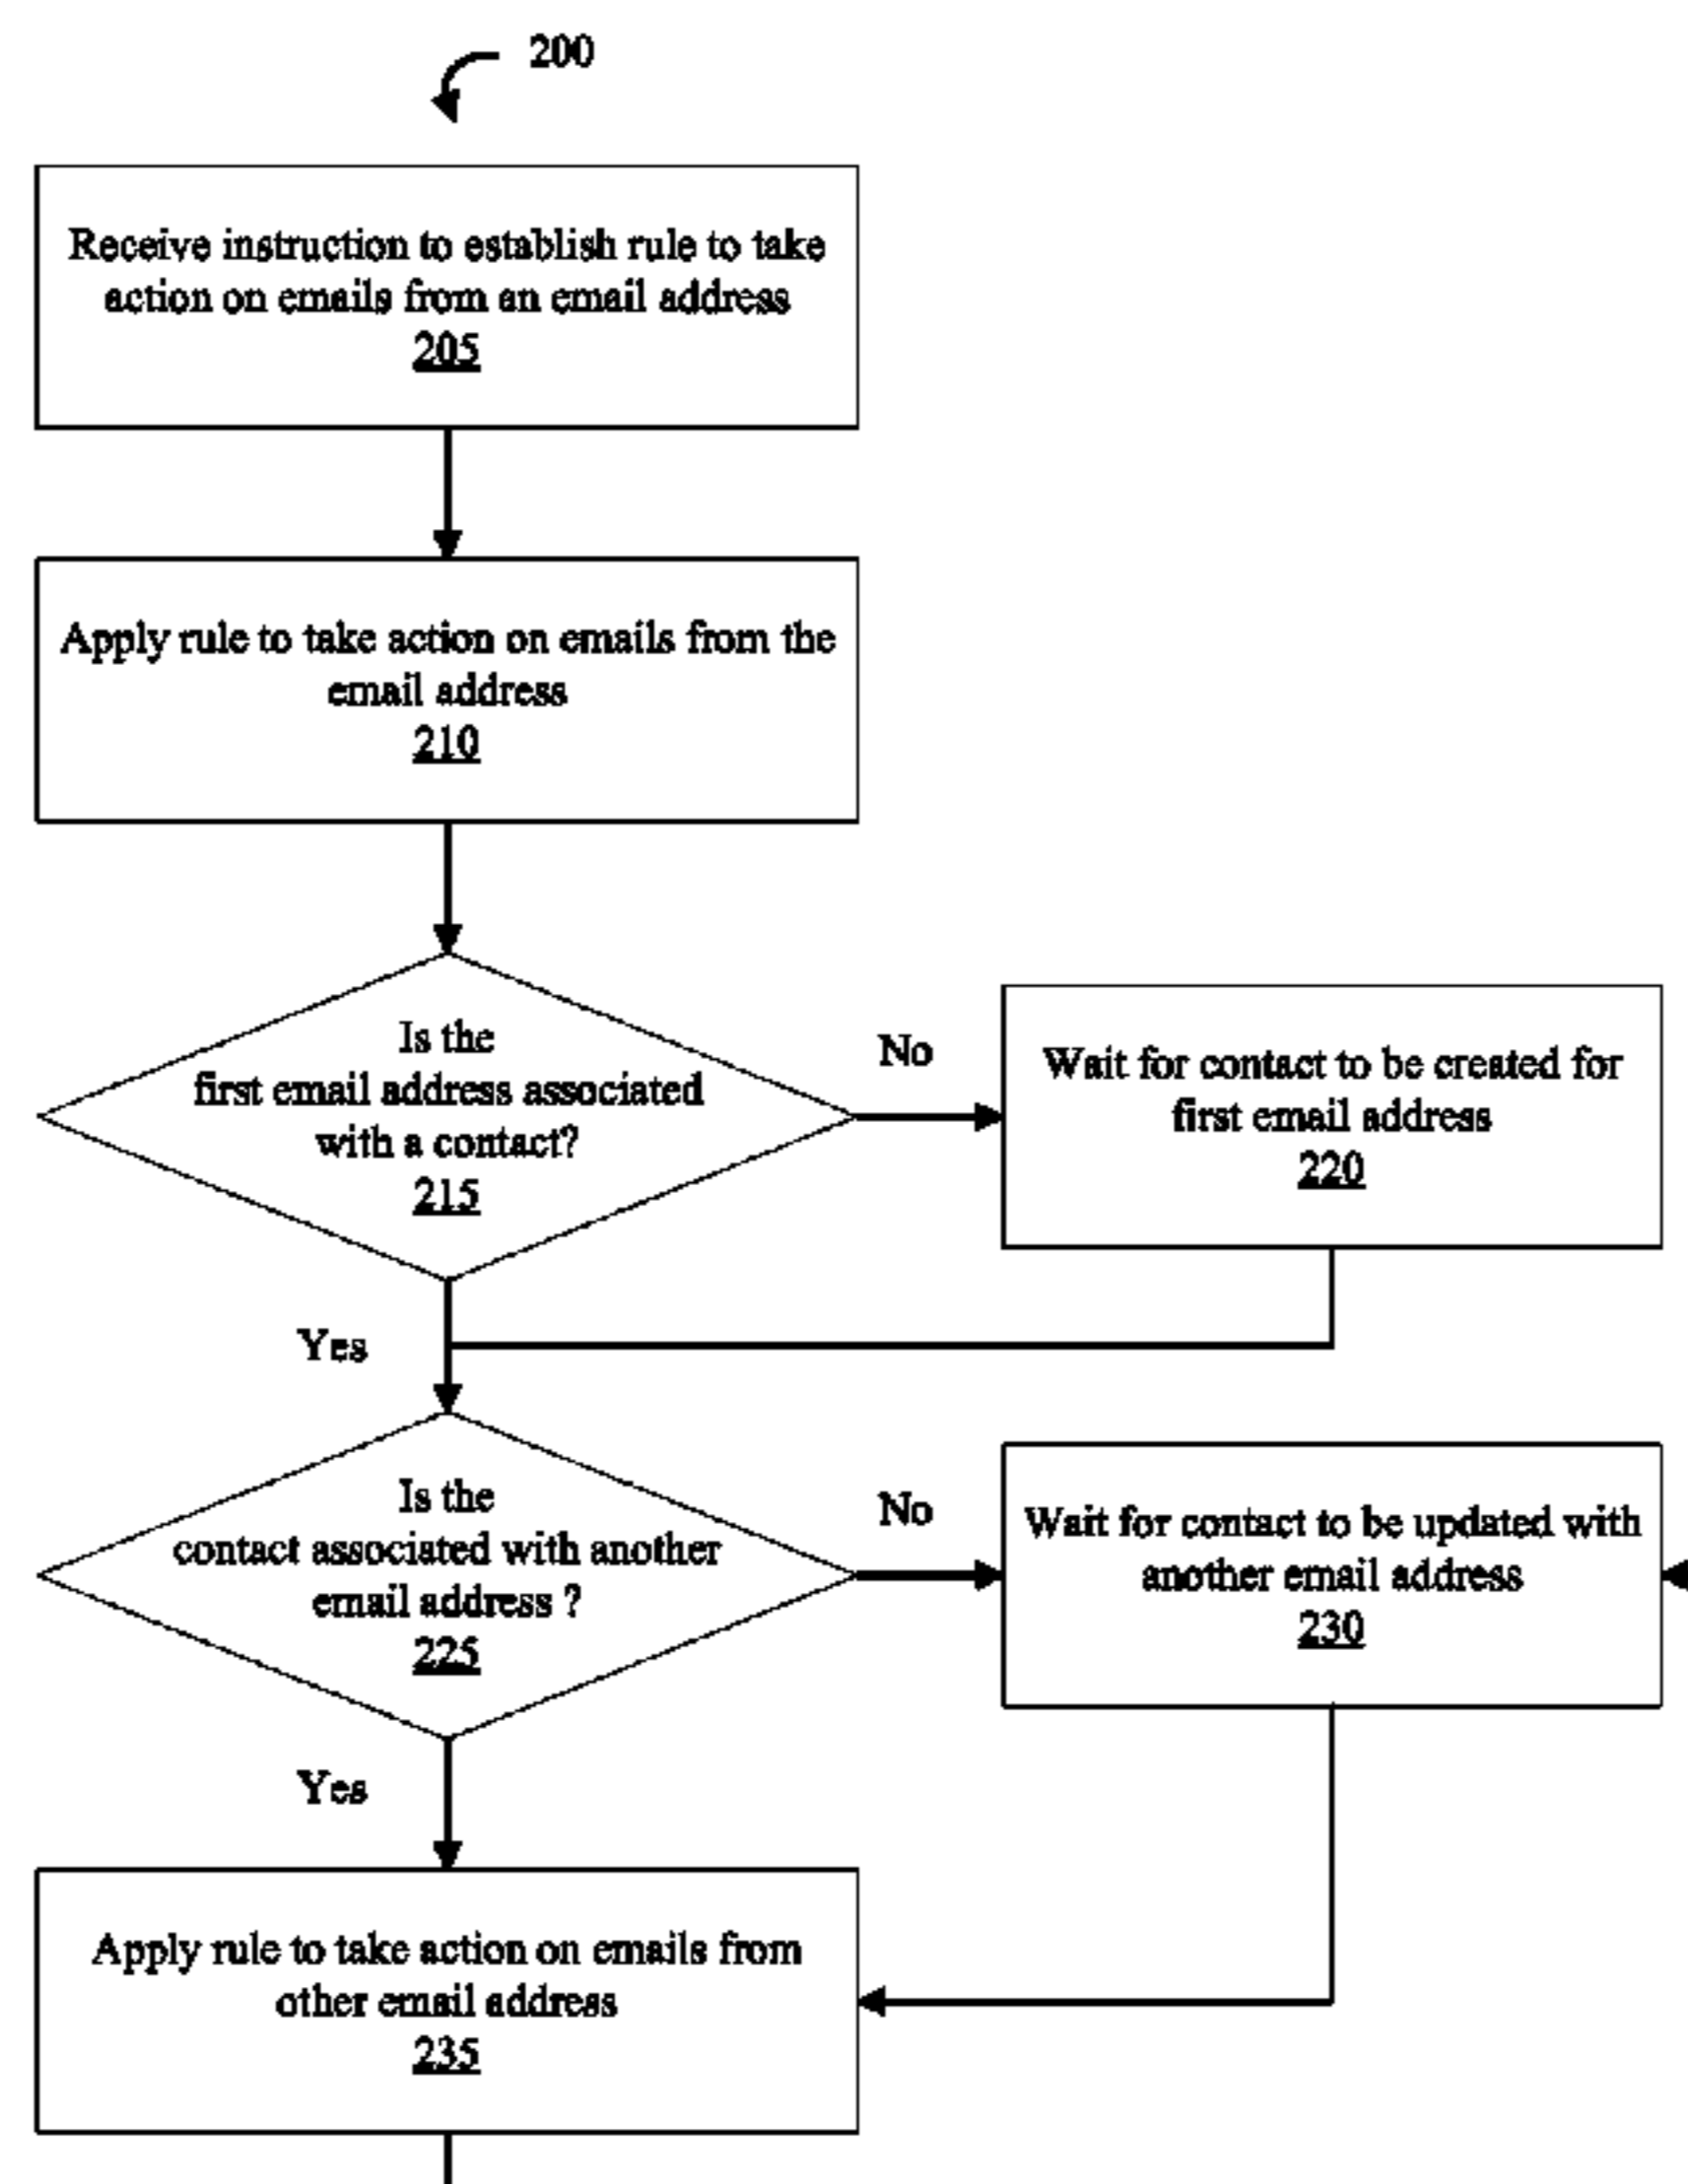 200
Receive instruction to establish rule to take
action on emails from an email address
205
Apply rule to take action on emails from the
email address
210
Is the
first email address associated
with a contact?
215
No
Wait for contact to be created for
first email address
220
Yes
Is the
contact associated with another
email address ?
225
No
Wait for contact to be updated with
another email address
230
Yes
Apply rule to take action on emails from
other email address
235